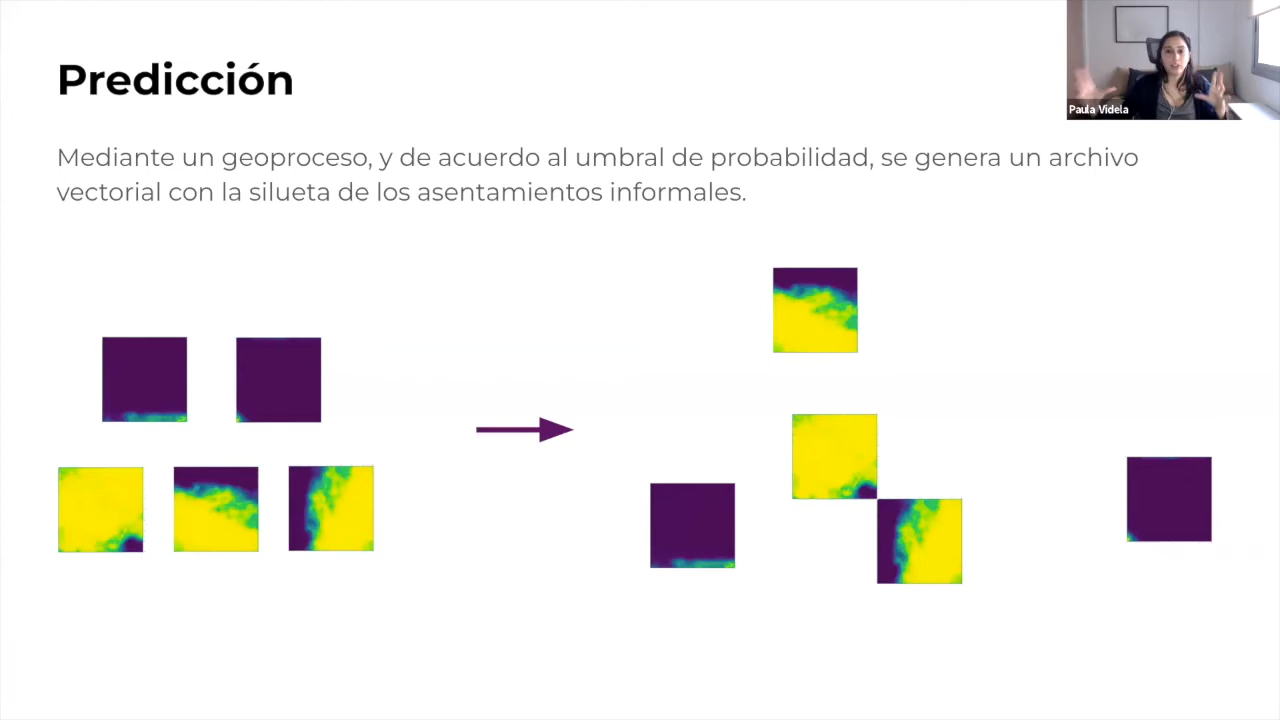 Predicción
Paula Videla
Mediante un geoproceso, y de acuerdo al umbral de probabilidad, se genera un archivo
vectorial con la silueta de los asentamientos informales.